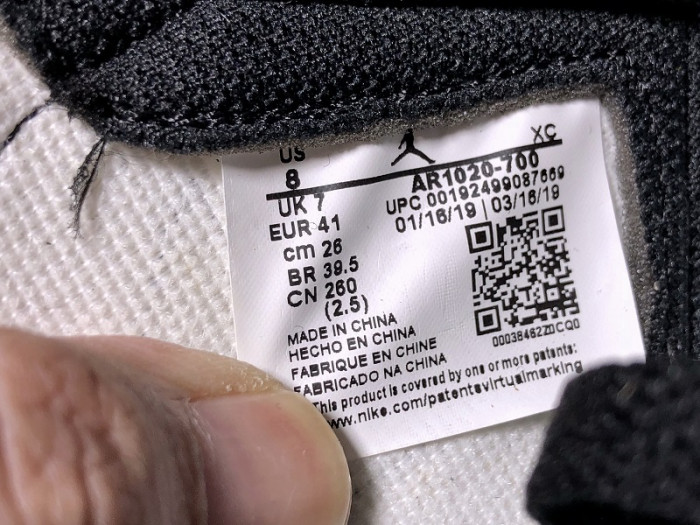 US
8
XC
UK 7
AR1020-700
EUR 41
UPC 00192499087669
cm 26
01/16/19 | 03/16/19
BR 39.5
CN 260
(2.5)
00038462Z0CQ0
MADE IN CHINA
HECHO EN CHINA
FABRIQUE EN CHINE
FABRICADO NA CHINA
This product is covered by one or more patents:
www.nike.com/patentsvirtualmarking